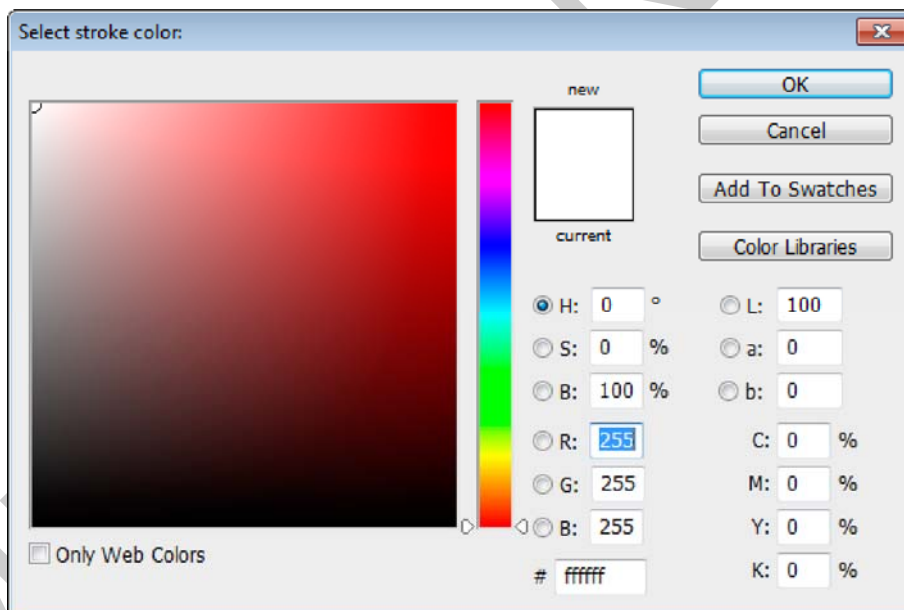 Select stroke color:
new
current
OK
Cancel
Add To Swatches
Color Libraries
H: 0 °
S: 0 %
B: 100 %
R: 255
G: 255
B: 255
# ffffff
L: 100
a: 0
b: 0
C: 0 %
M: 0 %
Y: 0 %
K: 0 %
Only Web Colors